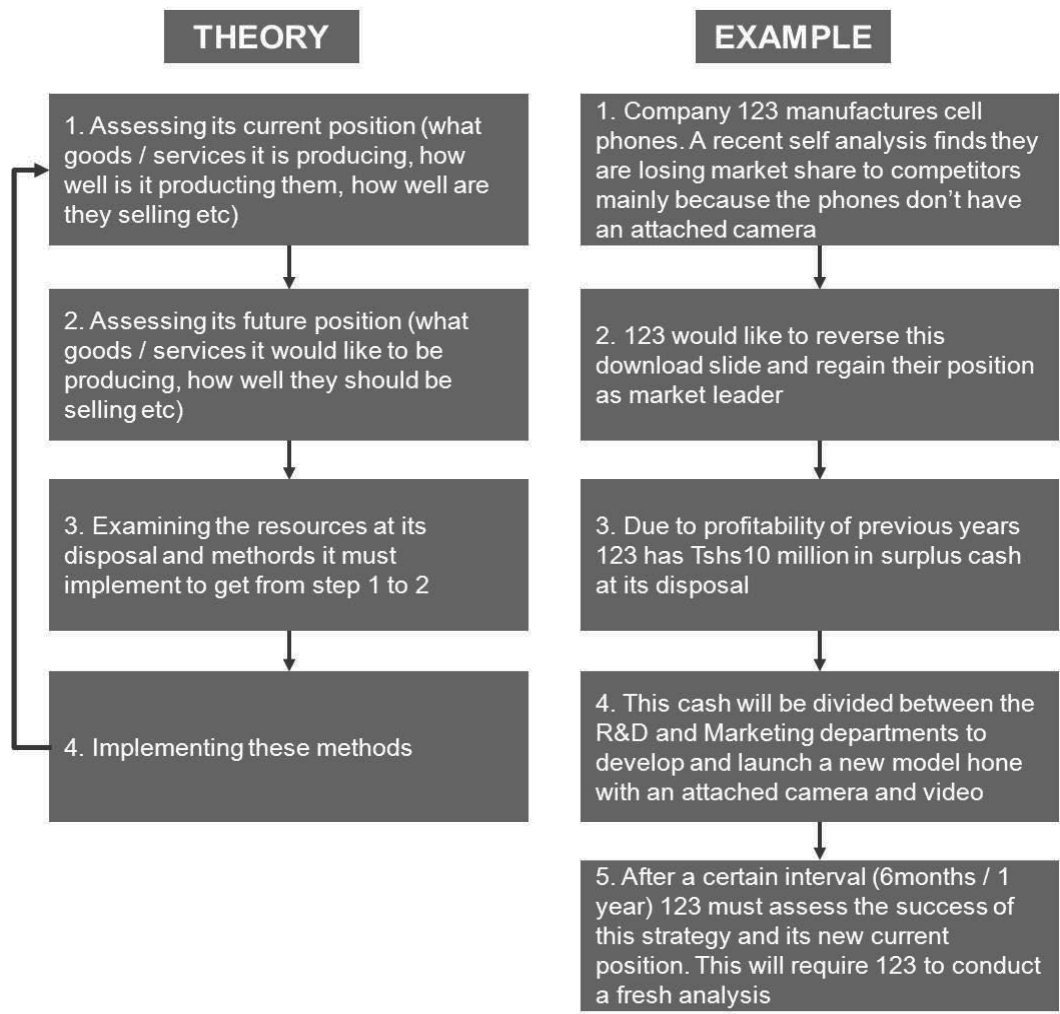 THEORY
1. Assessing its current position (what
goods / services it is producing, how
well is it producting them, how well are
they selling etc)
2. Assessing its future position (what
goods / services it would like to be
producing, how well they should be
selling etc)
3. Examining the resources at its
disposal and methords it must
implement to get from step 1 to 2
4. Implementing these methods
EXAMPLE
1. Company 123 manufactures cell
phones. A recent self analysis finds they
are losing market share to competitors
mainly because the phones don’t have
an attached camera
2. 123 would like to reverse this
download slide and regain their position
as market leader
3. Due to profitability of previous years
123 has Tshs10 million in surplus cash
at its disposal
4. This cash will be divided between the
R&D and Marketing departments to
develop and launch a new model hone
with an attached camera and video
5. After a certain interval (6months / 1
year) 123 must assess the success of
this strategy and its new current
position. This will require 123 to conduct
a fresh analysis